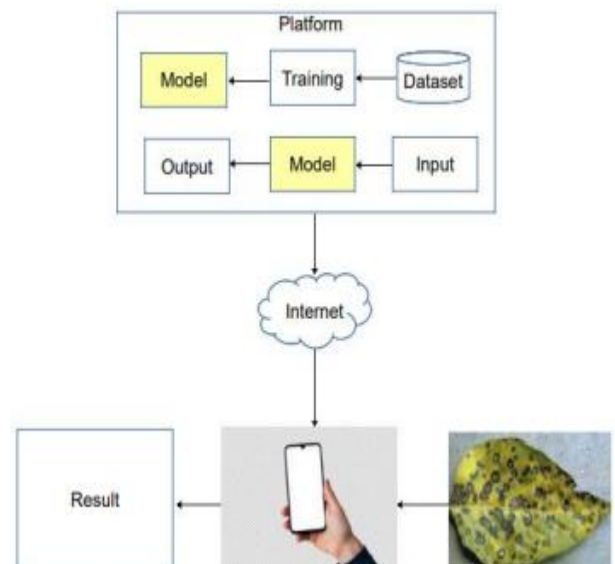 Platform
Model
Training
Dataset
Output
Model
Input
Internet
Result